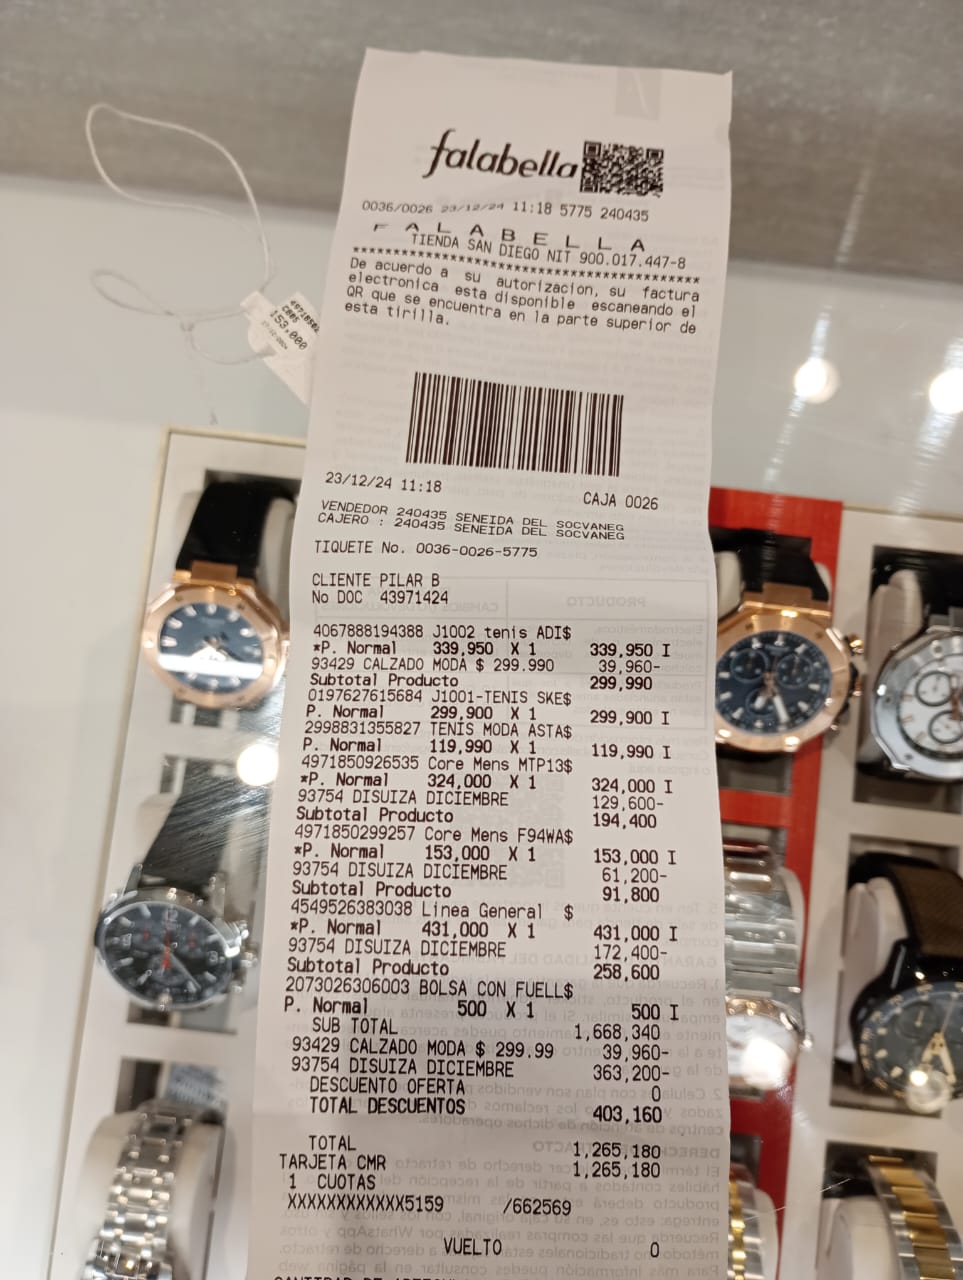 falabella
0036/0026 23/12/24 11:18 5775 240435
F A L A B E L L A
TIENDA SAN DIEGO NIT 900.017.447-8
****************************************
De acuerdo a su autorizacion, su factura
electronica esta disponible escaneando el
QR que se encuentra en la parte superior de
esta tirilla.
153,000
23/12/24 11:18
CAJA 0026
VENDEDOR 240435 SENEIDA DEL SOCVANEG
CAJERO : 240435 SENEIDA DEL SOCVANEG
TIQUETE No. 0036-0026-5775
CLIENTE PILAR B
No DOC 43971424
4067888194388 J1002 tenis ADI$
*P. Normal 339,950 X 1 339,950 I
93429 CALZADO MODA $ 299.990 39,960-
Subtotal Producto 299,990
0197627615684 J1001-TENIS SKE$
P. Normal 299,900 X 1 299,900 I
2998831355827 TENIS MODA ASTA$
P. Normal 119,990 X 1 119,990 I
4971850926535 Core Mens MTP13$
*P. Normal 324,000 X 1 324,000 I
93754 DISUIZA DICIEMBRE 129,600-
Subtotal Producto 194,400
4971850299257 Core Mens F94WA$
*P. Normal 153,000 X 1 153,000 I
93754 DISUIZA DICIEMBRE 61,200-
Subtotal Producto 91,800
4549526383038 Linea General $
*P. Normal 431,000 X 1 431,000 I
93754 DISUIZA DICIEMBRE 172,400-
Subtotal Producto 258,600
2073026306003 BOLSA CON FUELL$
P. Normal 500 X 1 500 I
SUB TOTAL 1,668,340
93429 CALZADO MODA $ 299.99 39,960-
93754 DISUIZA DICIEMBRE 363,200-
DESCUENTO OFERTA 0
TOTAL DESCUENTOS 403,160
TOTAL 1,265,180
TARJETA CMR 1,265,180
1 CUOTAS
XXXXXXXXXXXX5159 /662569
VUELTO 0